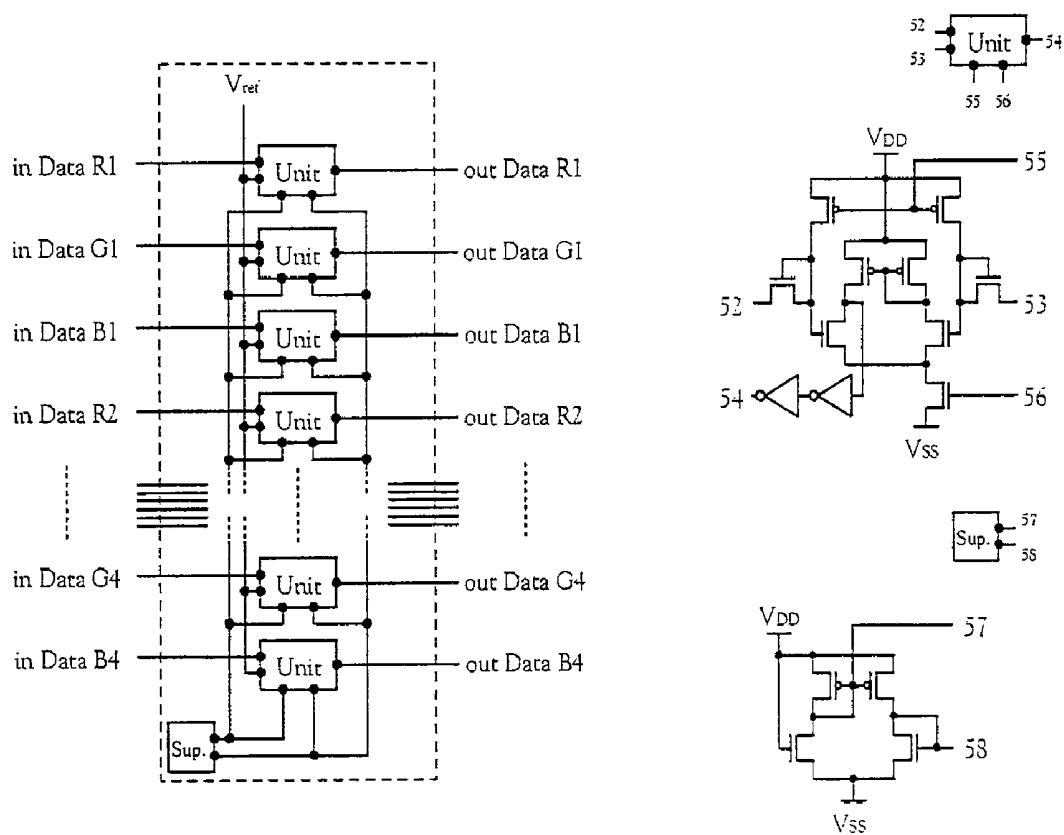 Vref
in Data R1
Unit
out Data R1
in Data G1
Unit
out Data G1
in Data B1
Unit
out Data B1
in Data R2
Unit
out Data R2
in Data G4
Unit
out Data G4
in Data B4
Unit
out Data B4
Sup.
52
53
Unit
54
55
56
VDD
55
52
53
54
56
VSS
Sup.
57
58
VDD
57
58
VSS